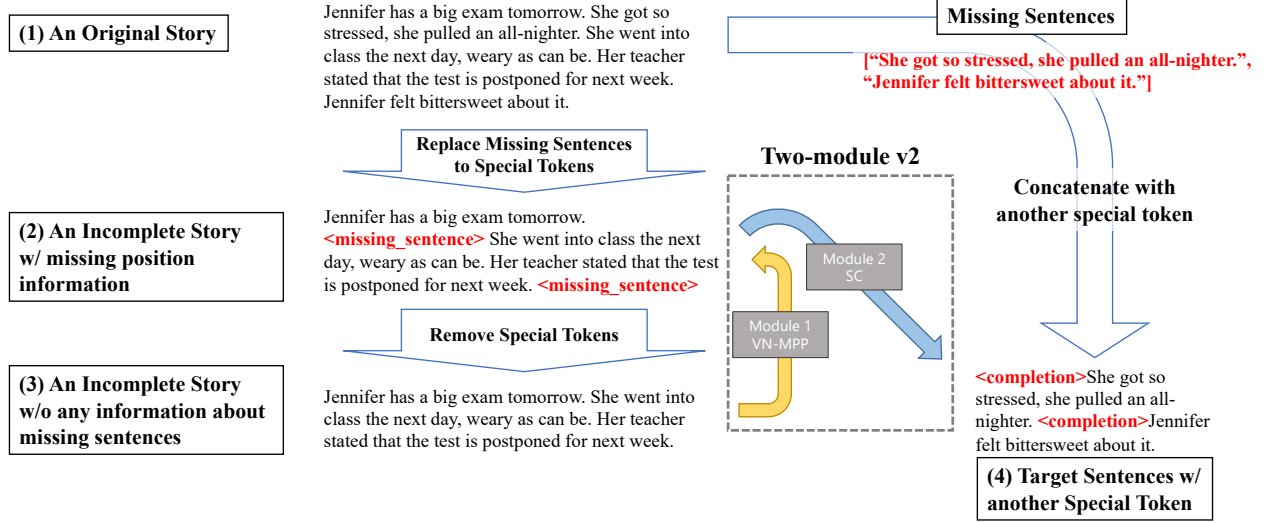 (1) An Original Story
Jennifer has a big exam tomorrow. She got so
stressed, she pulled an all-nighter. She went into
class the next day, weary as can be. Her teacher
stated that the test is postponed for next week.
Jennifer felt bittersweet about it.
Missing Sentences
[“She got so stressed, she pulled an all-nighter.”,
“Jennifer felt bittersweet about it.”]
Replace Missing Sentences
to Special Tokens
Two-module v2
Concatenate with
another special token
(2) An Incomplete Story
w/ missing position
information
Jennifer has a big exam tomorrow.
<missing_sentence> She went into class the next
day, weary as can be. Her teacher stated that the test
is postponed for next week. <missing_sentence>
Module 2
SC
Module 1
VN-MPP
Remove Special Tokens
(3) An Incomplete Story
w/o any information about
missing sentences
Jennifer has a big exam tomorrow. She went into
class the next day, weary as can be. Her teacher
stated that the test is postponed for next week.
<completion>She got so
stressed, she pulled an all-
nighter. <completion>Jennifer
felt bittersweet about it.
(4) Target Sentences w/
another Special Token